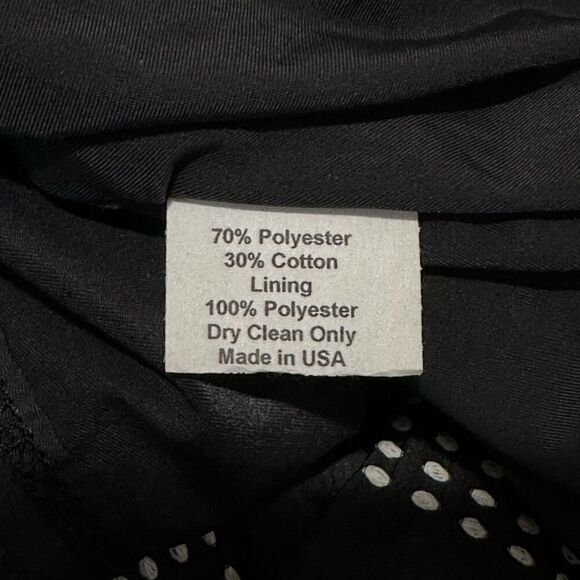 70% Polyester
30% Cotton
Lining
100% Polyester
Dry Clean Only
Made in USA